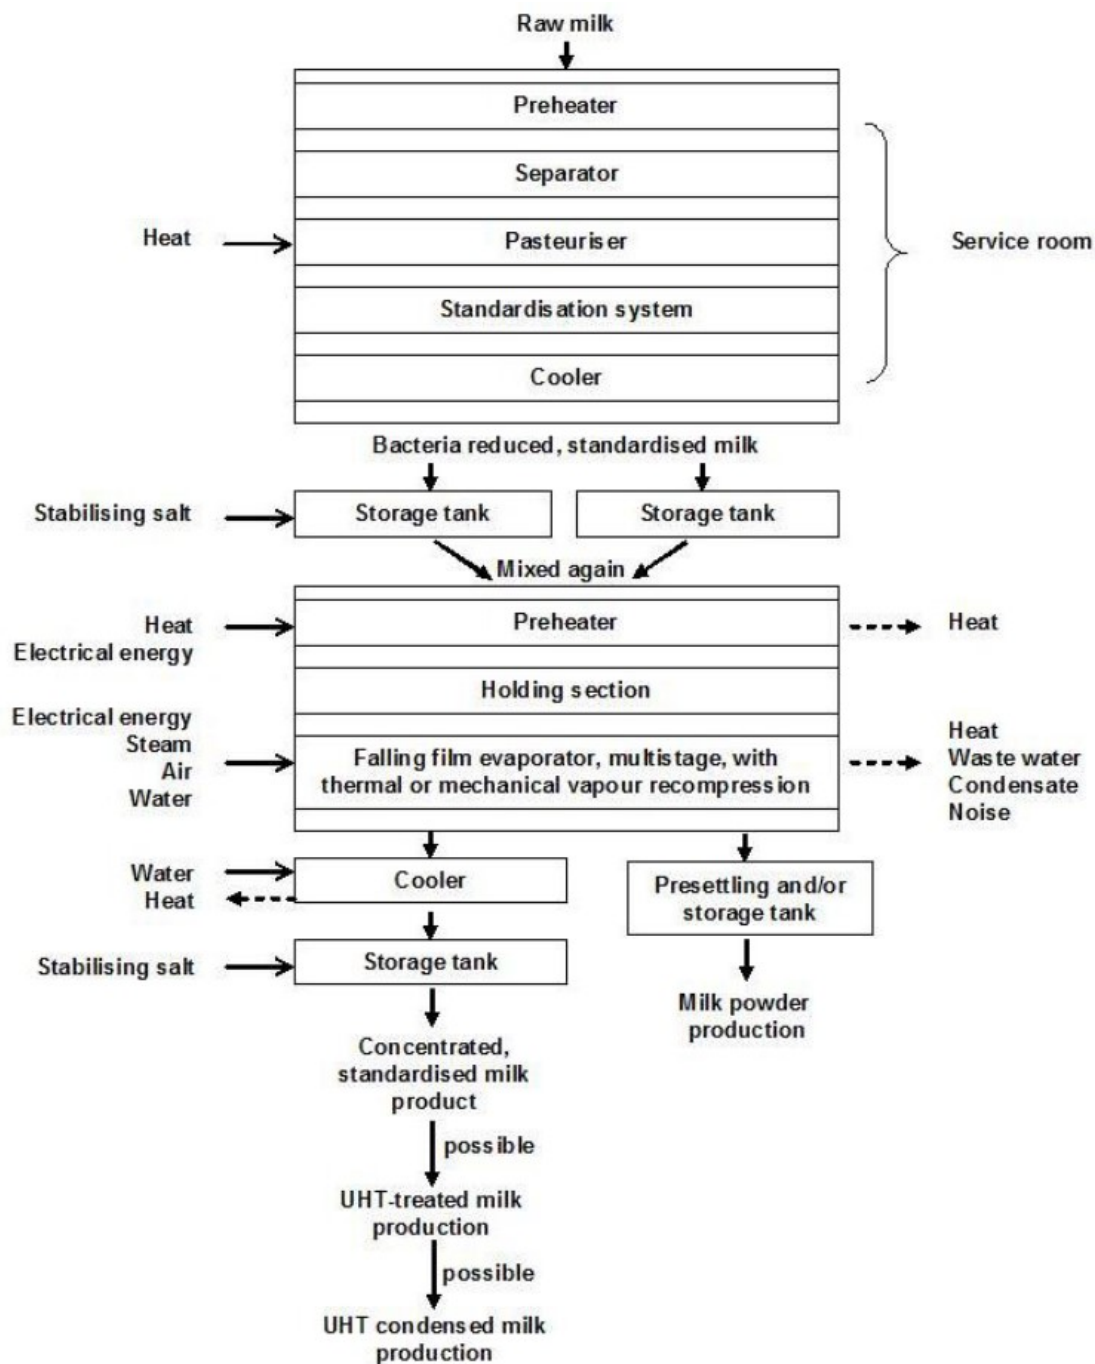 Raw milk
Preheater
Separator
Heat
Pasteuriser
Service room
Standardisation system
Cooler
Bacteria reduced, standardised milk
Stabilising salt
Storage tank
Storage tank
Mixed again
Heat
Electrical energy
Preheater
Heat
Holding section
Electrical energy
Steam
Air
Water
Falling film evaporator, multistage, with
thermal or mechanical vapour recompression
Heat
Waste water
Condensate
Noise
Water
Heat
Cooler
Presettling and/or
storage tank
Stabilising salt
Storage tank
Milk powder
production
Concentrated,
standardised milk
product
possible
UHT-treated milk
production
possible
UHT condensed milk
production